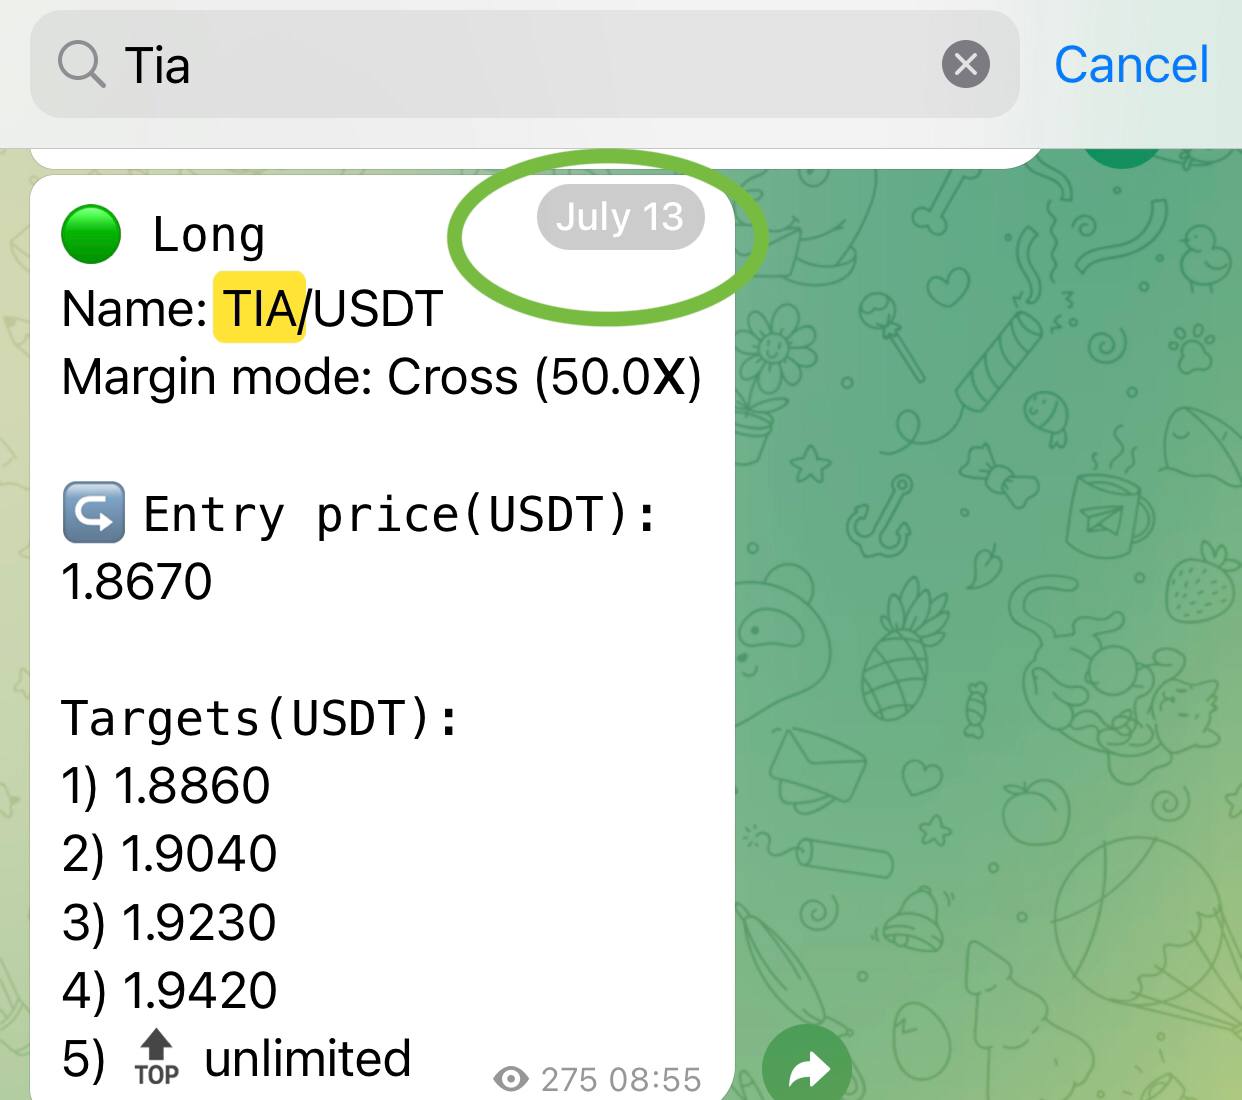 Tia
Cancel
July 13
Long
Name: TIA/USDT
Margin mode: Cross (50.0X)
Entry price(USDT):
1.8670
Targets(USDT):
1) 1.8860
2) 1.9040
3) 1.9230
4) 1.9420
5) TOP unlimited
275 08:55